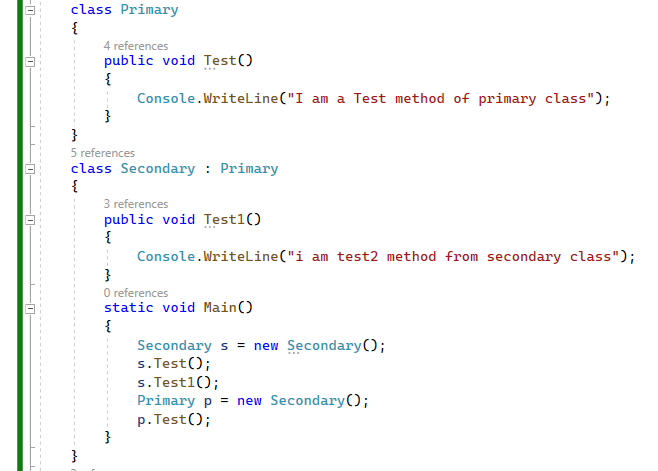 class Primary
{
4 references
public void Test()
{
Console.WriteLine("I am a Test method of primary class");
}
}
5 references
class Secondary : Primary
{
3 references
public void Test1()
{
Console.WriteLine("i am test2 method from secondary class");
}
0 references
static void Main()
{
Secondary s = new Secondary();
s.Test();
s.Test1();
Primary p = new Secondary();
p.Test();
}
}